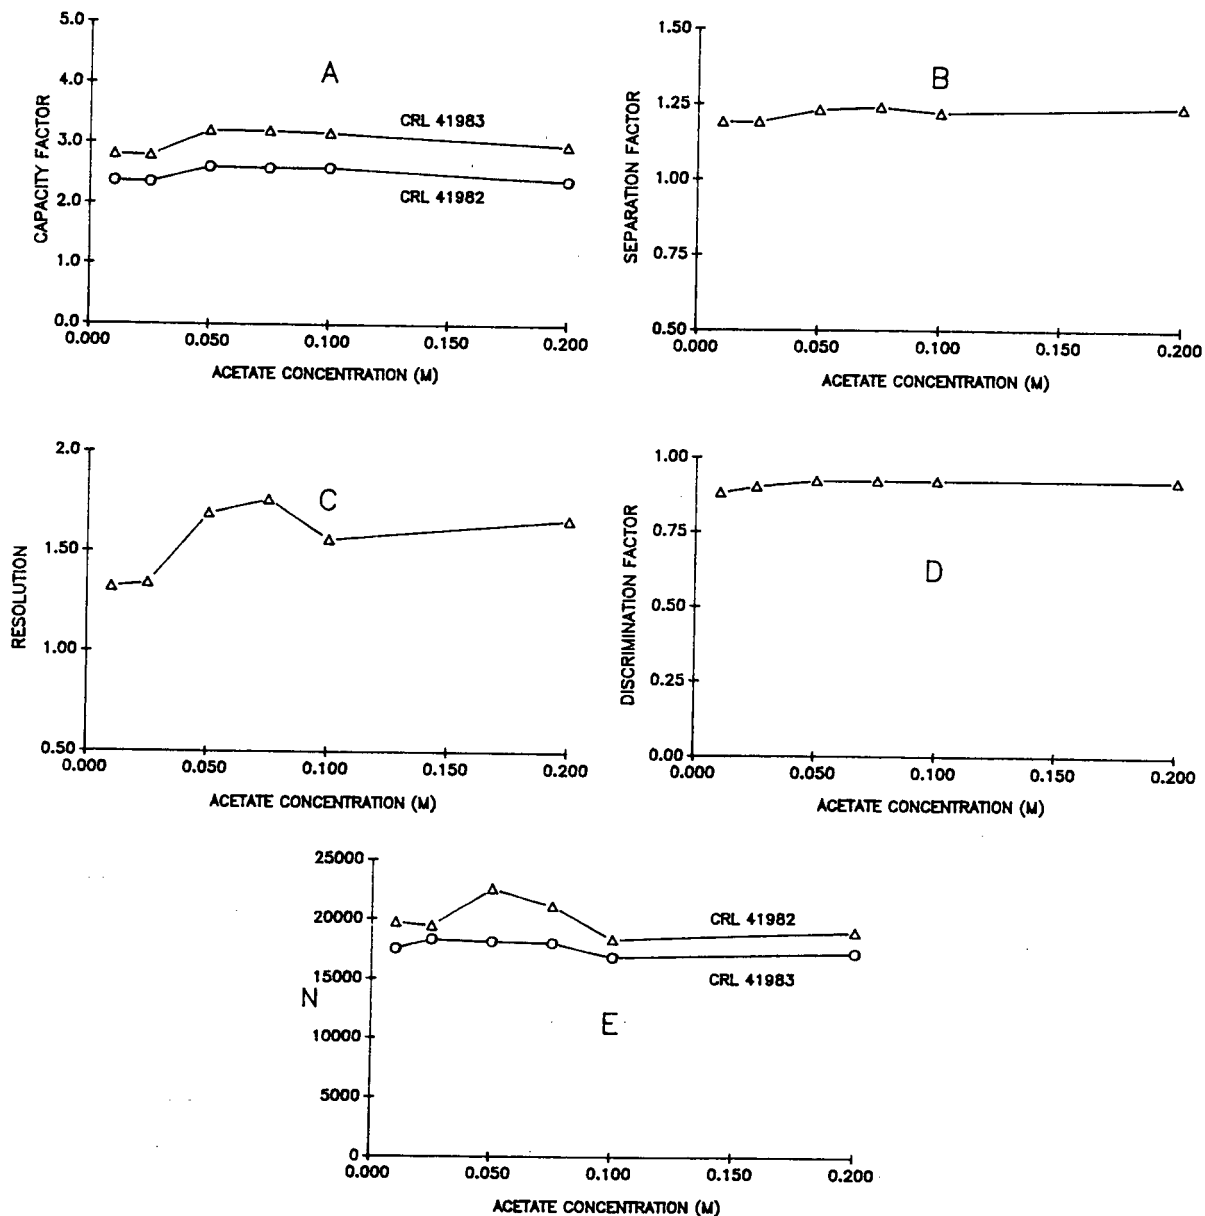 A
CAPACITY FACTOR
5.0
4.0
3.0
2.0
1.0
0.0
CRL 41983
CRL 41982
0.000 0.050 0.100 0.150 0.200
ACETATE CONCENTRATION (M)
B
SEPARATION FACTOR
1.50
1.25
1.00
0.75
0.50
0.000 0.050 0.100 0.150 0.200
ACETATE CONCENTRATION (M)
C
RESOLUTION
2.0
1.50
1.00
0.50
0.000 0.050 0.100 0.150 0.200
ACETATE CONCENTRATION (M)
D
DISCRIMINATION FACTOR
1.00
0.75
0.50
0.25
0.00
0.000 0.050 0.100 0.150 0.200
ACETATE CONCENTRATION (M)
E
N
25000
20000
15000
10000
5000
0
CRL 41982
CRL 41983
0.000 0.050 0.100 0.150 0.200
ACETATE CONCENTRATION (M)